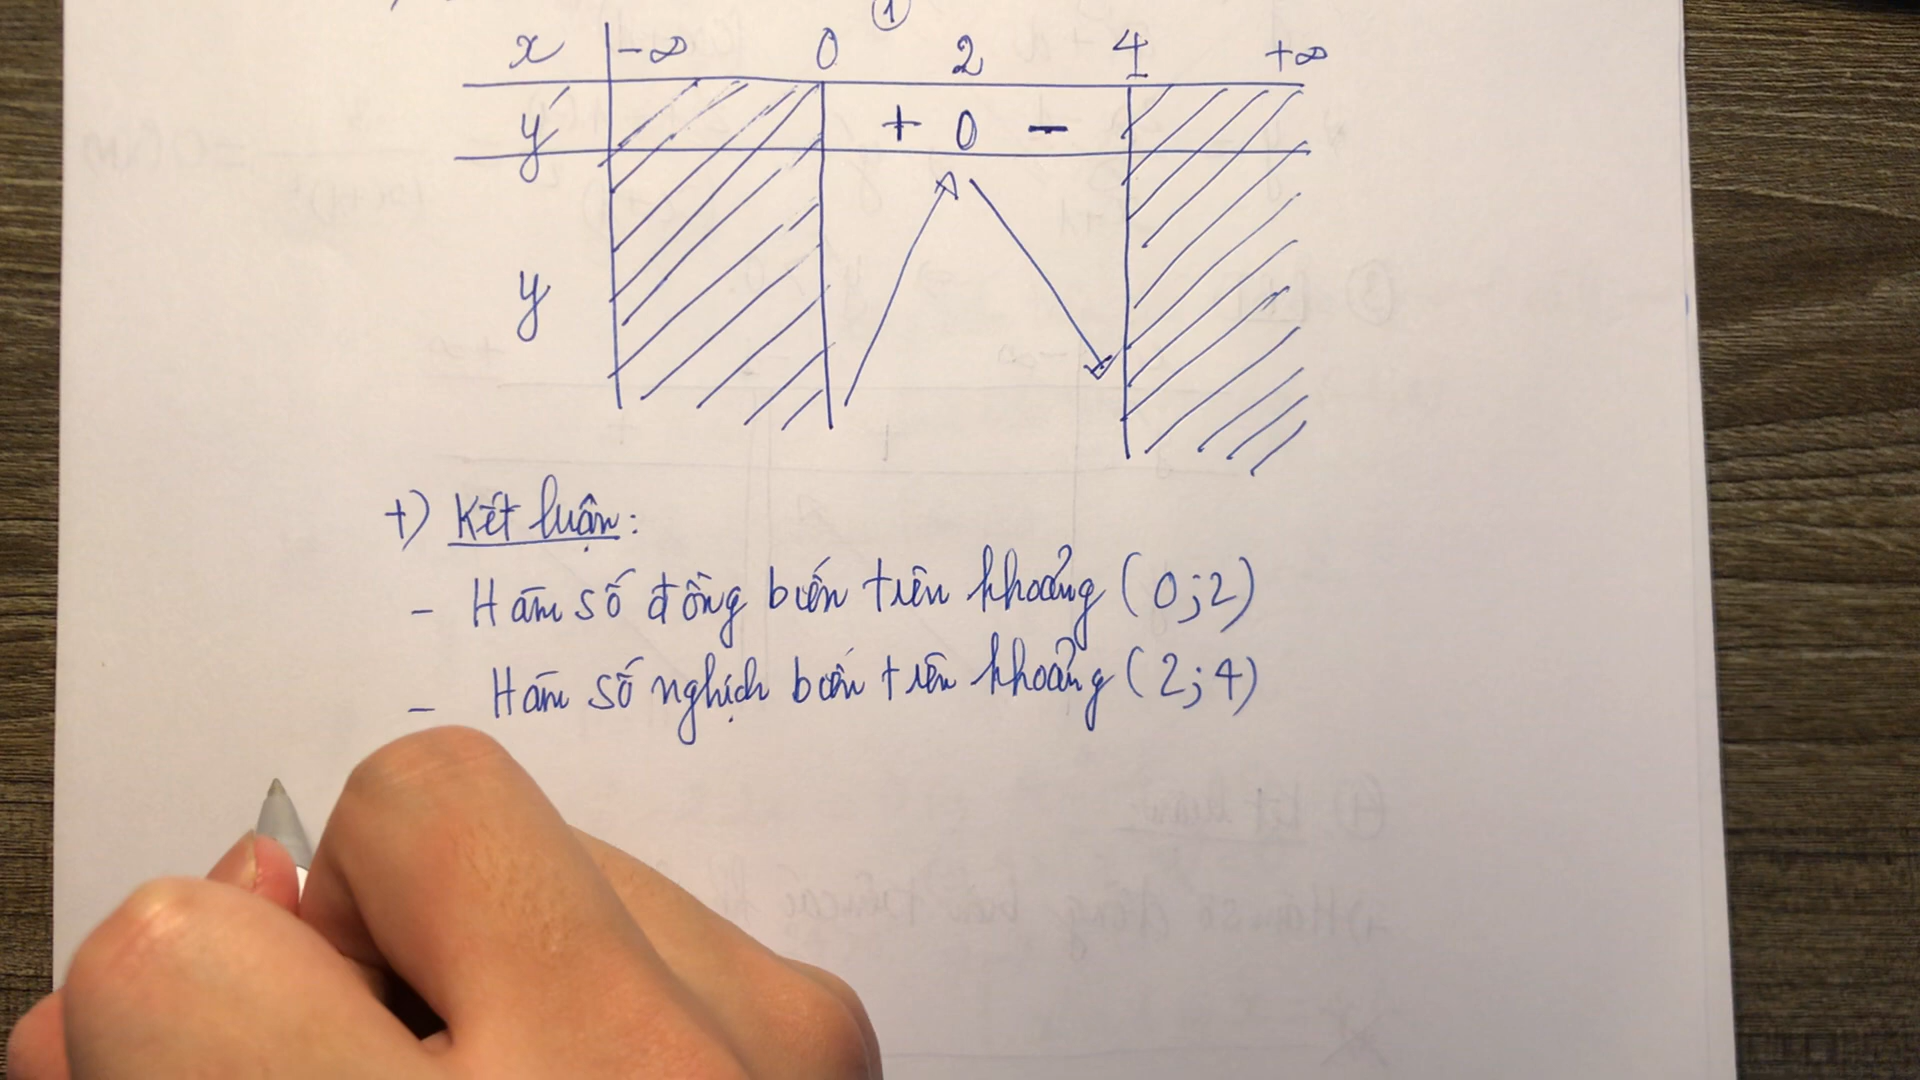 ①
x -∞ 0 2 4 +∞
y' + 0 -
y
+) Kết luận:
- Hàm số đồng biến trên khoảng (0;2)
- Hàm số nghịch biến trên khoảng (2;4)